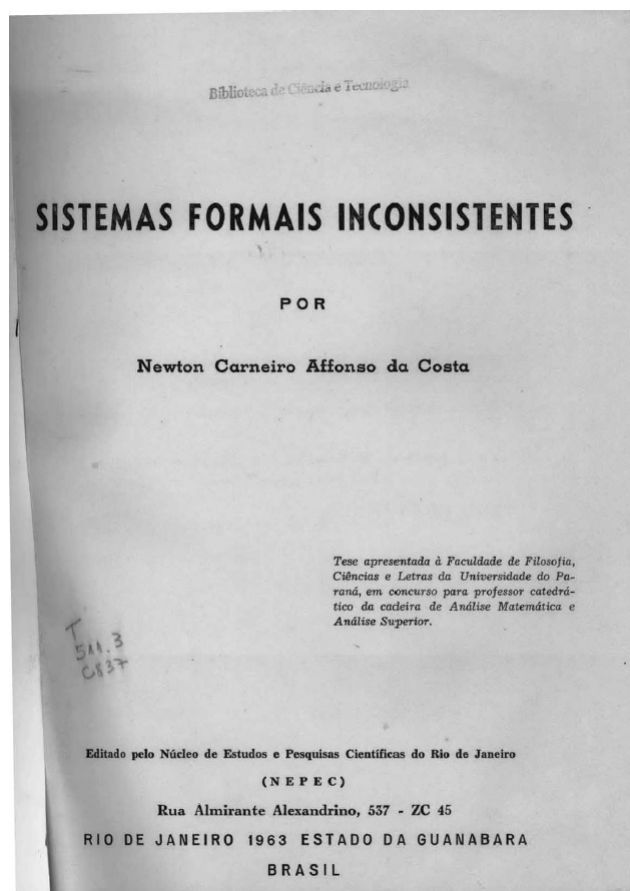 Biblioteca de Ciência e Tecnologia
SISTEMAS FORMAIS INCONSISTENTES
POR
Newton Carneiro Affonso da Costa
Tese apresentada à Faculdade de Filosofia,
Ciências e Letras da Universidade do Pa-
raná, em concurso para professor catedrá-
tico da cadeira de Análise Matemática e
Análise Superior.
T
511.3
C837
Editado pelo Núcleo de Estudos e Pesquisas Científicas do Rio de Janeiro
(NEPEC)
Rua Almirante Alexandrino, 537 - ZC 45
RIO DE JANEIRO 1963 ESTADO DA GUANABARA
BRASIL